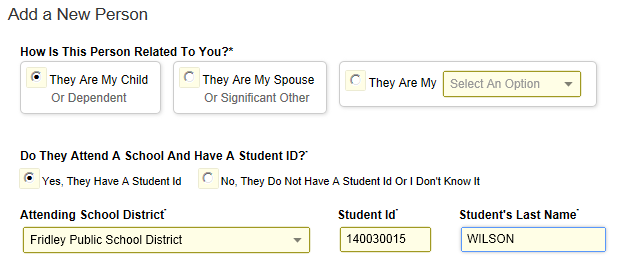 Add a New Person
How Is This Person Related To You?*
They Are My Child They Are My Spouse They Are My Select An Option
Or Dependent Or Significant Other
Do They Attend A School And Have A Student ID?*
Yes, They Have A Student Id No, They Do Not Have A Student Id Or I Don't Know It
Attending School District* Student Id* Student's Last Name*
Fridley Public School District 140030015 WILSON